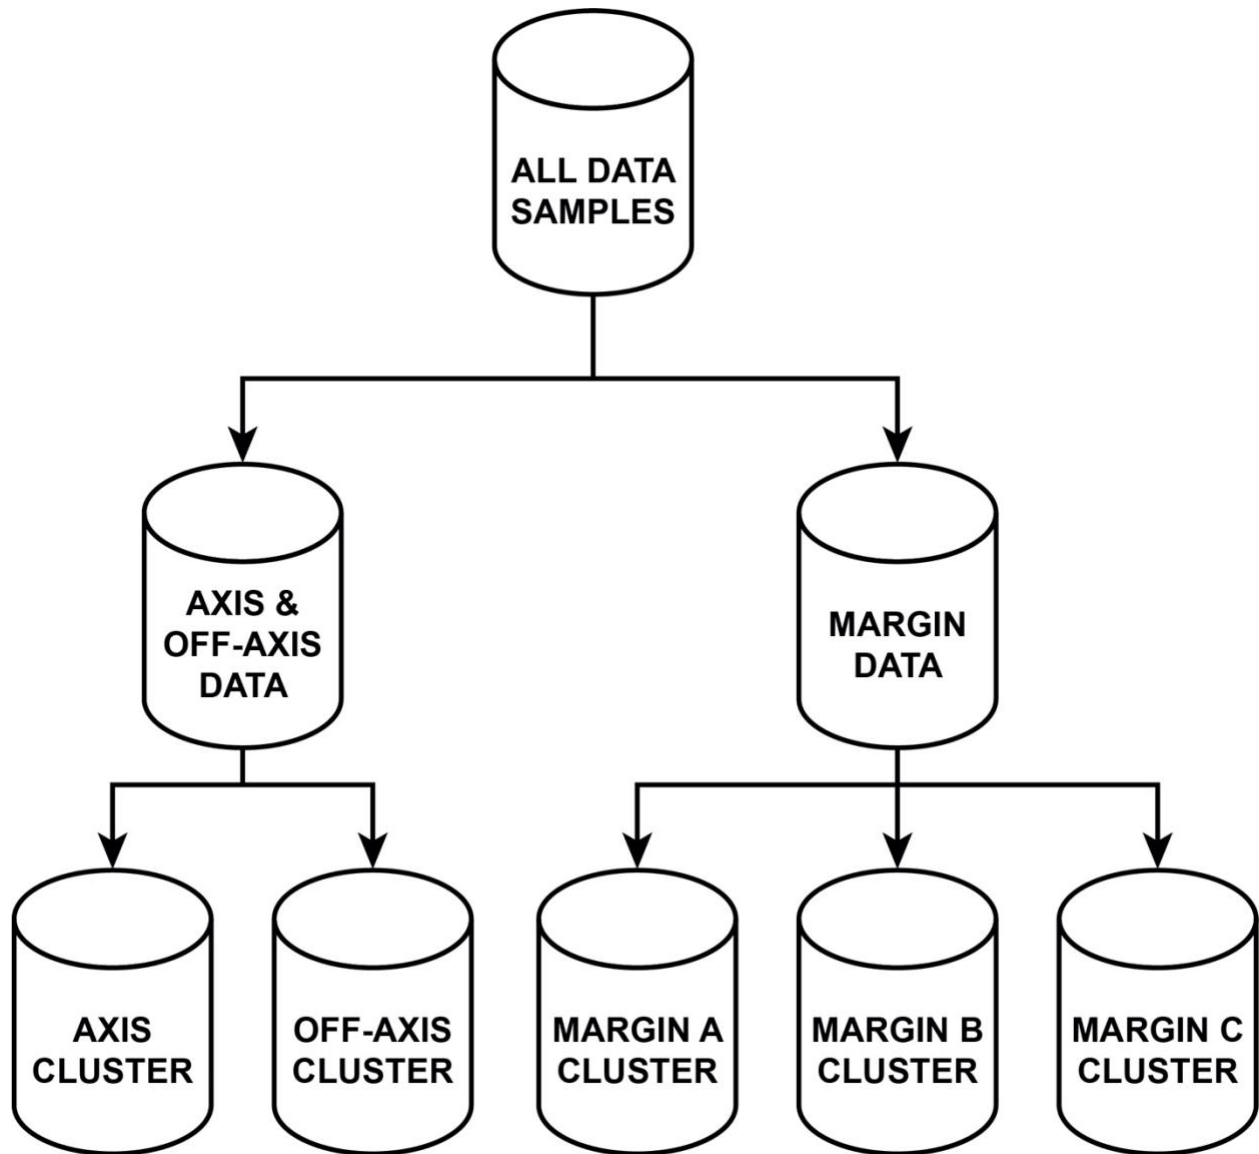 ALL DATA
SAMPLES
AXIS &
OFF-AXIS
DATA
MARGIN
DATA
AXIS
CLUSTER
OFF-AXIS
CLUSTER
MARGIN A
CLUSTER
MARGIN B
CLUSTER
MARGIN C
CLUSTER